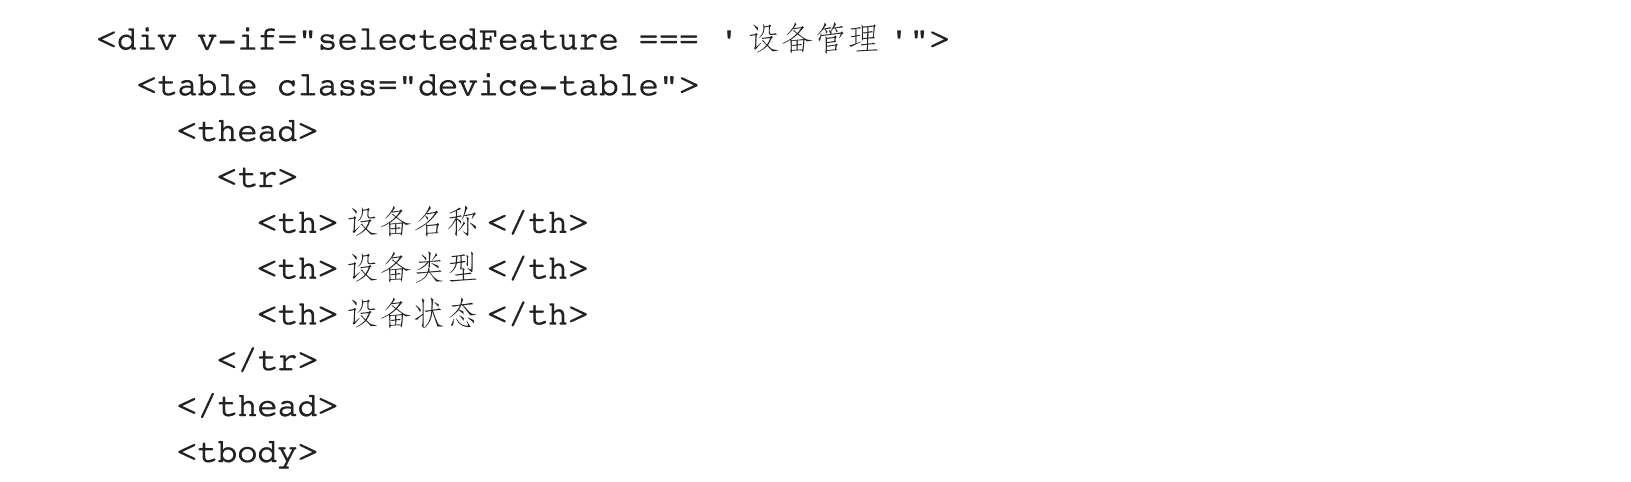 <div v-if="selectedFeature === '设备管理'">
  <table class="device-table">
    <thead>
      <tr>
        <th>设备名称</th>
        <th>设备类型</th>
        <th>设备状态</th>
      </tr>
    </thead>
    <tbody>